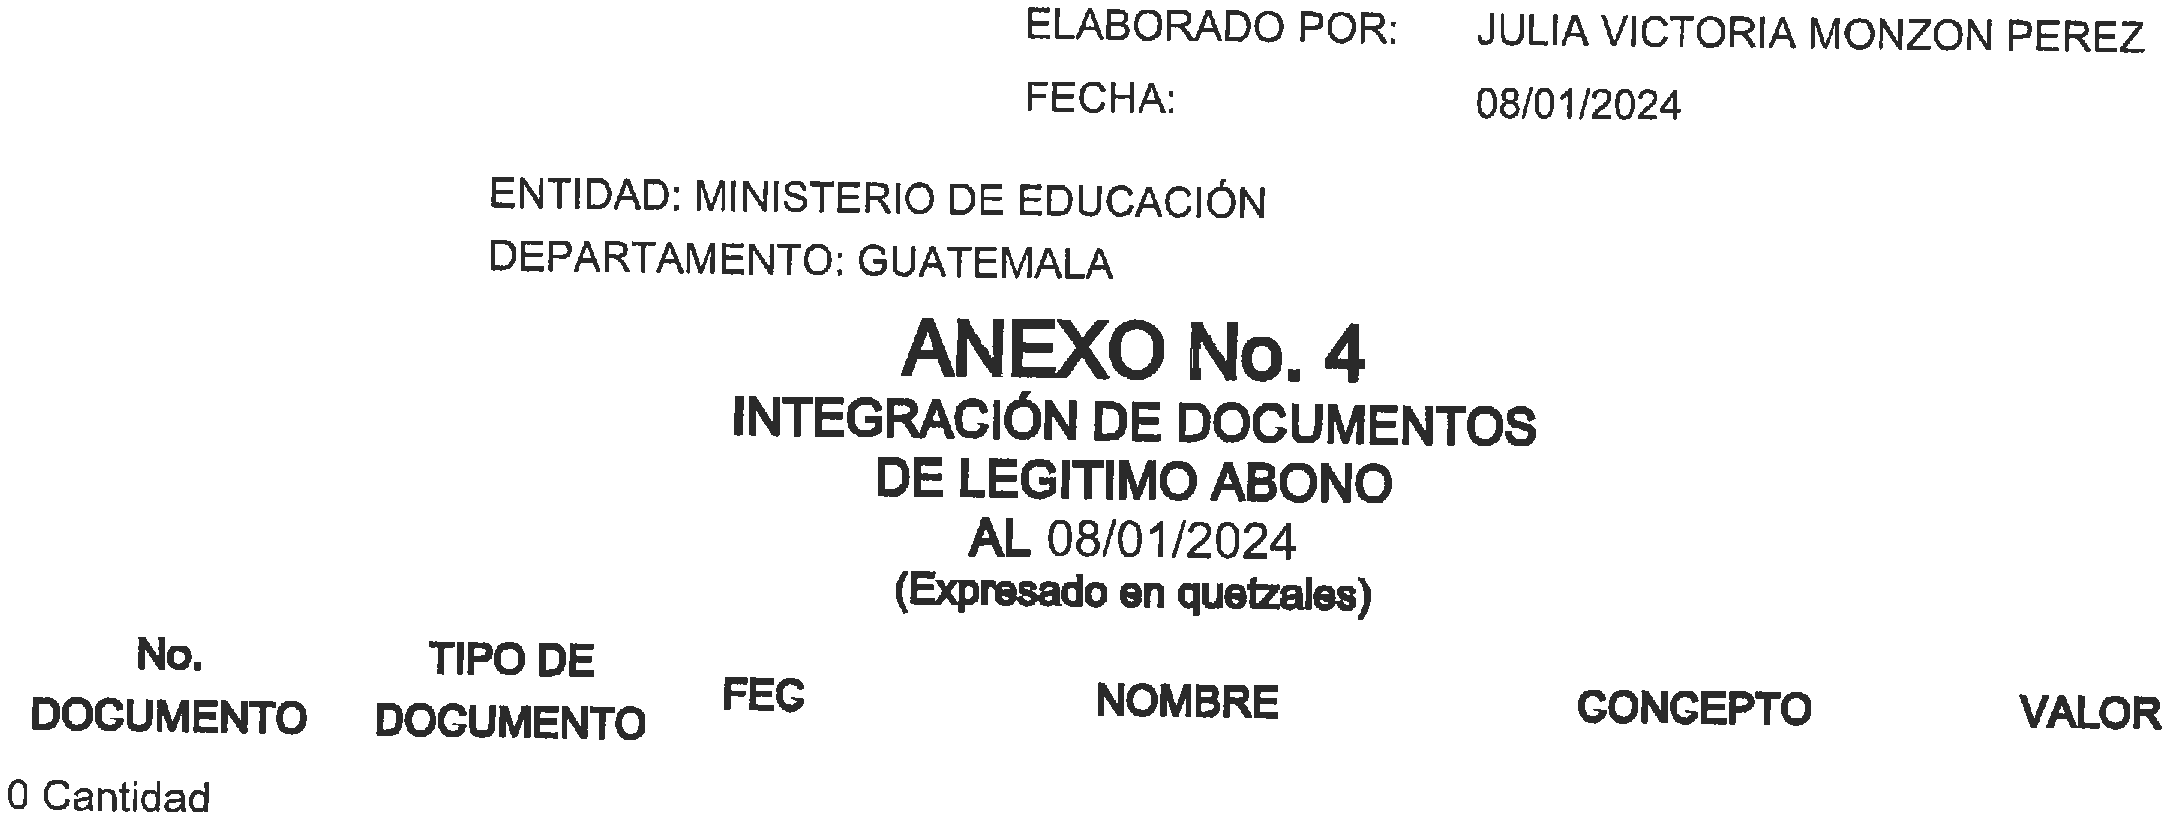 ELABORADO POR: JULIA VICTORIA MONZON PEREZ
FECHA: 08/01/2024
ENTIDAD: MINISTERIO DE EDUCACIÓN
DEPARTAMENTO: GUATEMALA
ANEXO No. 4
INTEGRACIÓN DE DOCUMENTOS
DE LEGITIMO ABONO
AL 08/01/2024
(Expresado en quetzales)
No. DOCUMENTO TIPO DE DOCUMENTO FEC NOMBRE CONCEPTO VALOR
0 Cantidad